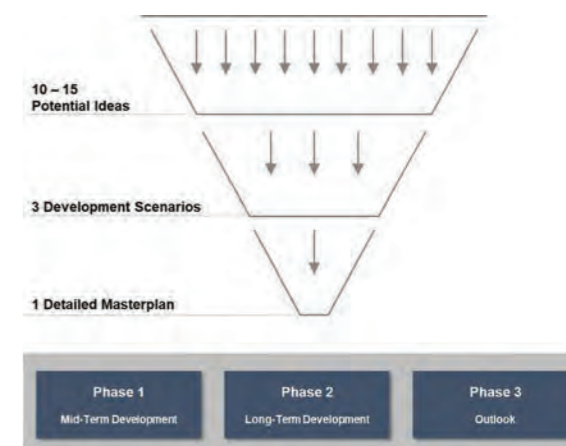 10 – 15
Potential Ideas
3 Development Scenarios
1 Detailed Masterplan
Phase 1
Mid-Term Development
Phase 2
Long-Term Development
Phase 3
Outlook